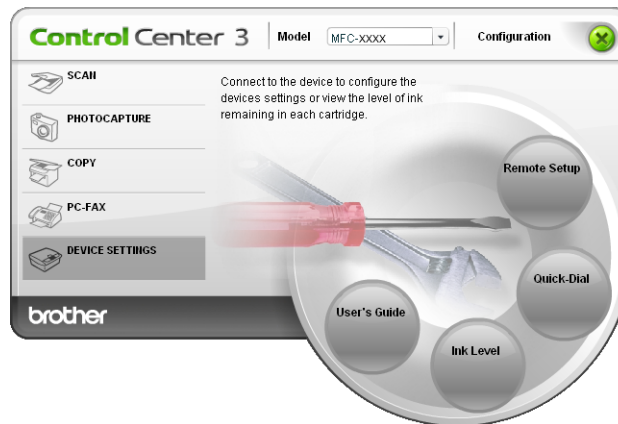 Control Center 3
Model
MFC-XXXX
Configuration
SCAN
PHOTOCAPTURE
COPY
PC-FAX
DEVICE SETTINGS
Connect to the device to configure the
devices settings or view the level of ink
remaining in each cartridge.
Remote Setup
Quick-Dial
Ink Level
User's Guide
brother